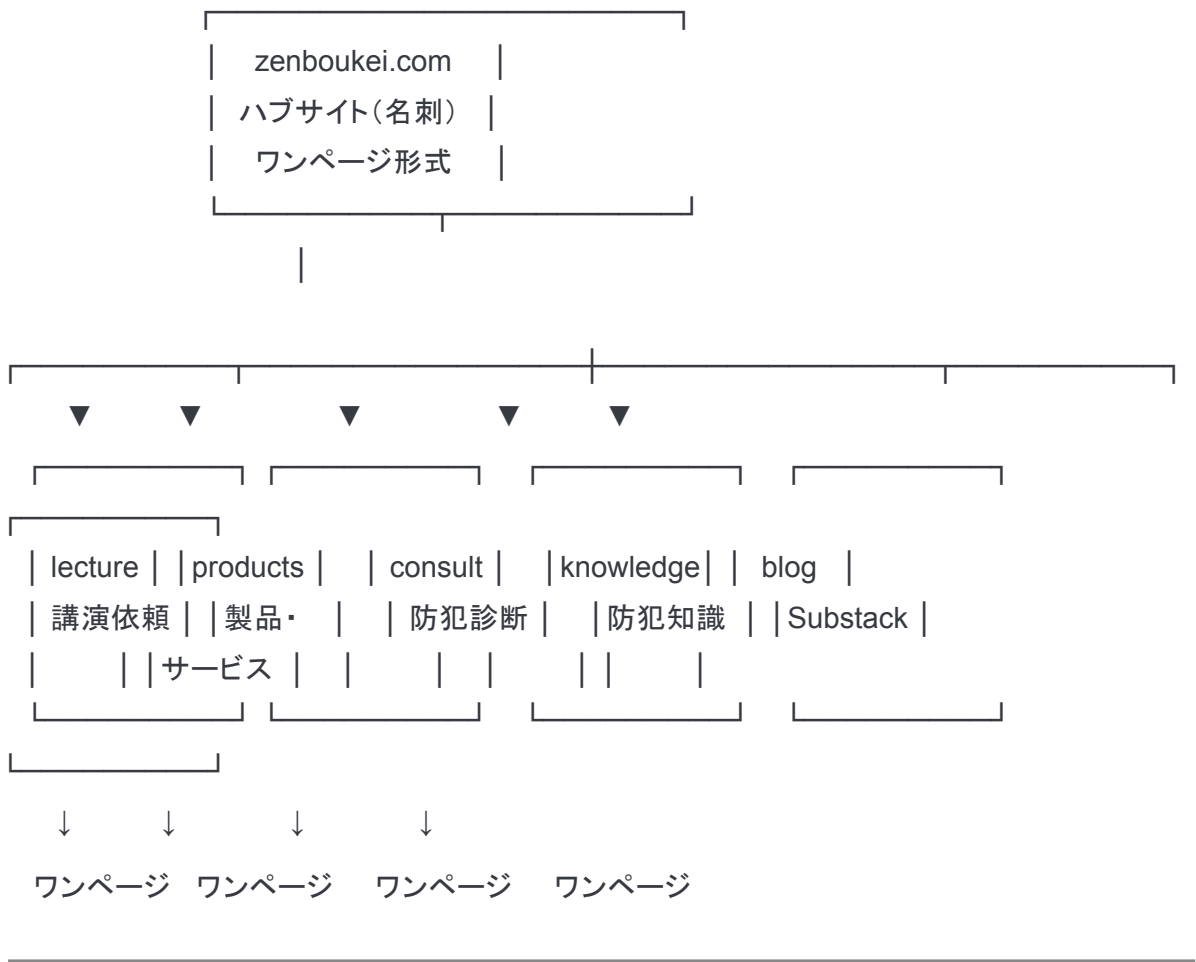 zenboukei.com
ハブサイト(名刺)
ワンページ形式
▼ ▼ ▼ ▼ ▼
│ lecture │ │products │ │ consult │ │knowledge│ │ blog │
│ 講演依頼 │ │製品・ │ │ 防犯診断 │ │防犯知識 │ │Substack │
│ │ │サービス │ │ │ │ │ │ │
↓ ↓ ↓ ↓
ワンページ ワンページ ワンページ ワンページ